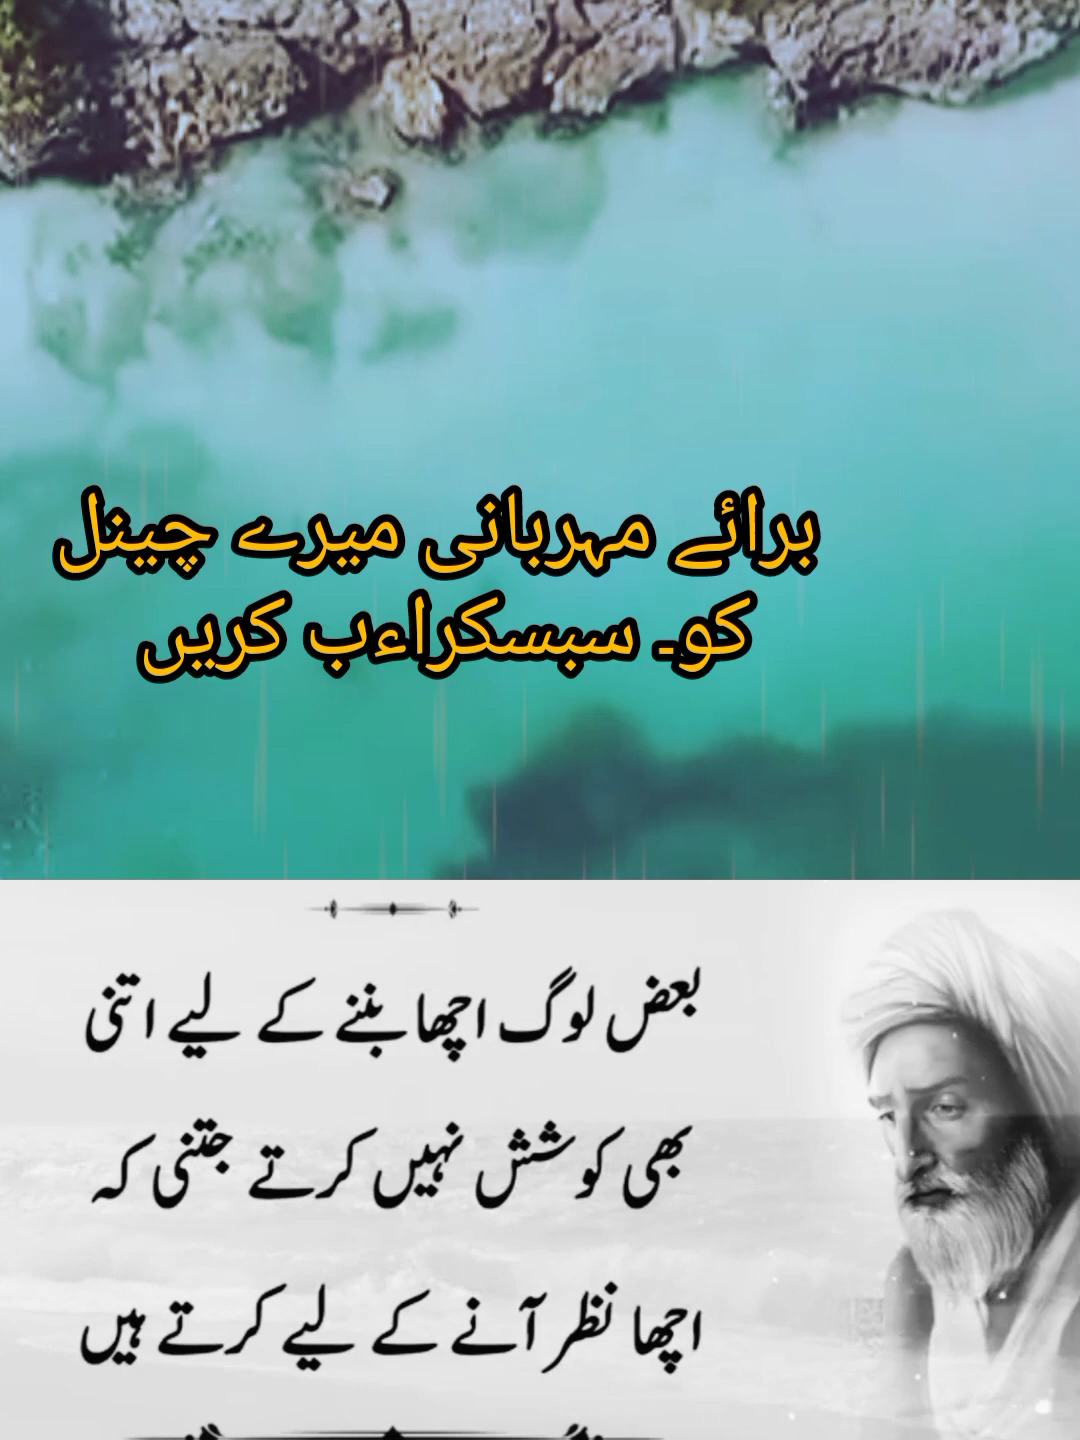 برائے مہربانی میرے چینل
کو۔ سبسکراءب کریں
بعض لوگ اچھا بننے کے لیے اتنی
بھی کوشش نہیں کرتے جتنی کہ
اچھا نظر آنے کے لیے کرتے ہیں